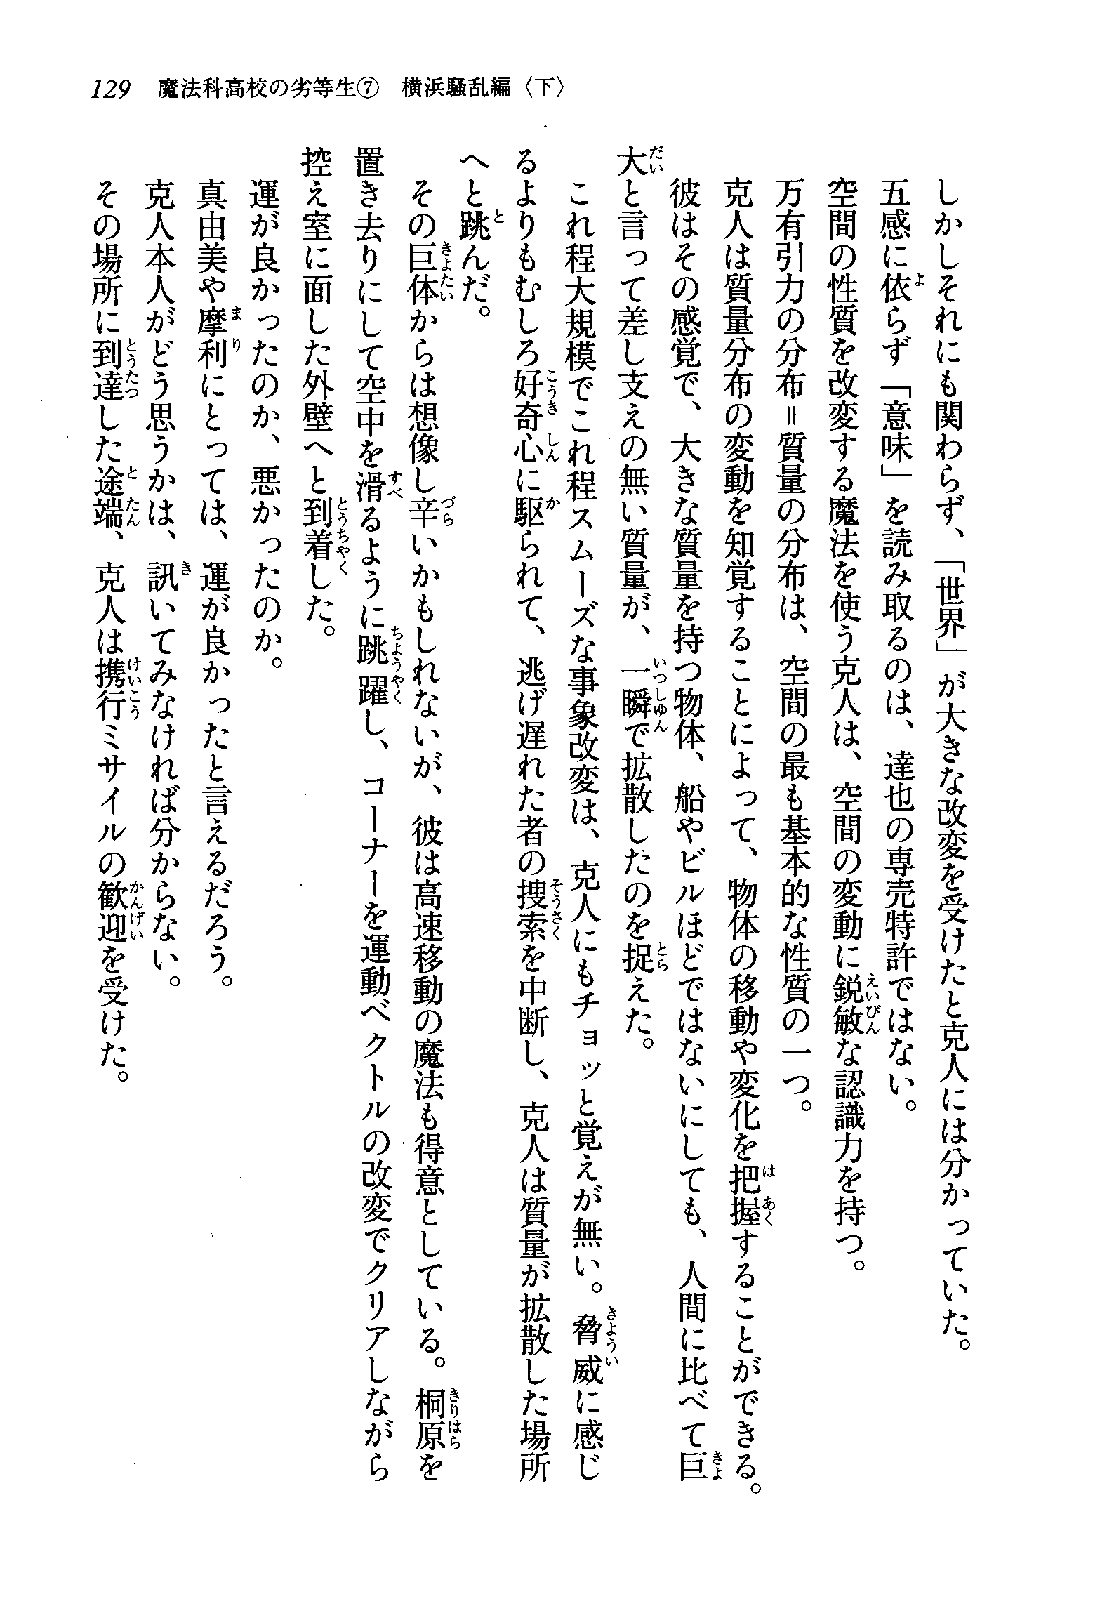 129 魔法科高校の劣等生⑦ 横浜騒乱編〈下〉
しかしそれにも関わらず、「世界」が大きな改変を受けたと克人には分かっていた。
五感に依らず「意味」を読み取るのは、達也の専売特許ではない。
空間の性質を改変する魔法を使う克人は、空間の変動に鋭敏な認識力を持つ。
万有引力の分布＝質量の分布は、空間の最も基本的な性質の一つ。
克人は質量分布の変動を知覚することによって、物体の移動や変化を把握することができる。
彼はその感覚で、大きな質量を持つ物体、船やビルほどではないにしても、人間に比べて巨
大と言って差し支えの無い質量が、一瞬で拡散したのを捉えた。
これ程大規模でこれ程スムーズな事象改変は、克人にもチョッと覚えが無い。脅威に感じ
るよりもむしろ好奇心に駆られて、逃げ遅れた者の捜索を中断し、克人は質量が拡散した場所
へと跳んだ。
その巨体からは想像し辛いかもしれないが、彼は高速移動の魔法も得意としている。桐原を
置き去りにして空中を滑るように跳躍し、コーナーを運動ベクトルの改変でクリアしながら
控え室に面した外壁へと到着した。
運が良かったのか、悪かったのか。
真由美や摩利にとっては、運が良かったと言えるだろう。
克人本人がどう思うかは、訊いてみなければ分からない。
その場所に到達した途端、克人は携行ミサイルの歓迎を受けた。